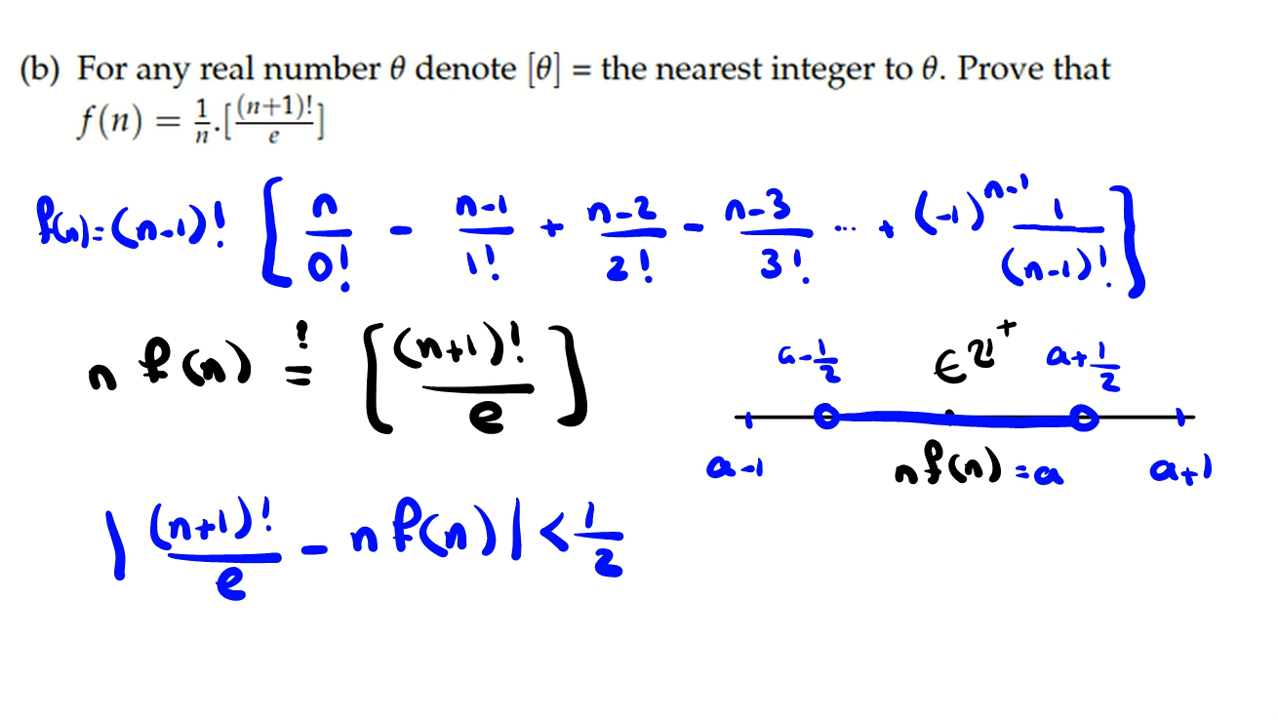 (b) For any real number θ denote [θ] = the nearest integer to θ. Prove that
f(n) = 1/n.[(n+1)!/e]
f(n) = (n-1)! [n/0! - (n-1)/1! + (n-2)/2! - (n-3)/3! ... + (-1)^(n-1) 1/(n-1)!]
n f(n) =! [(n+1)!/e]
a-1/2 ∈ ℤ⁺ a+1/2
a-1 nf(n) = a a+1
|(n+1)!/e - n f(n)| < 1/2